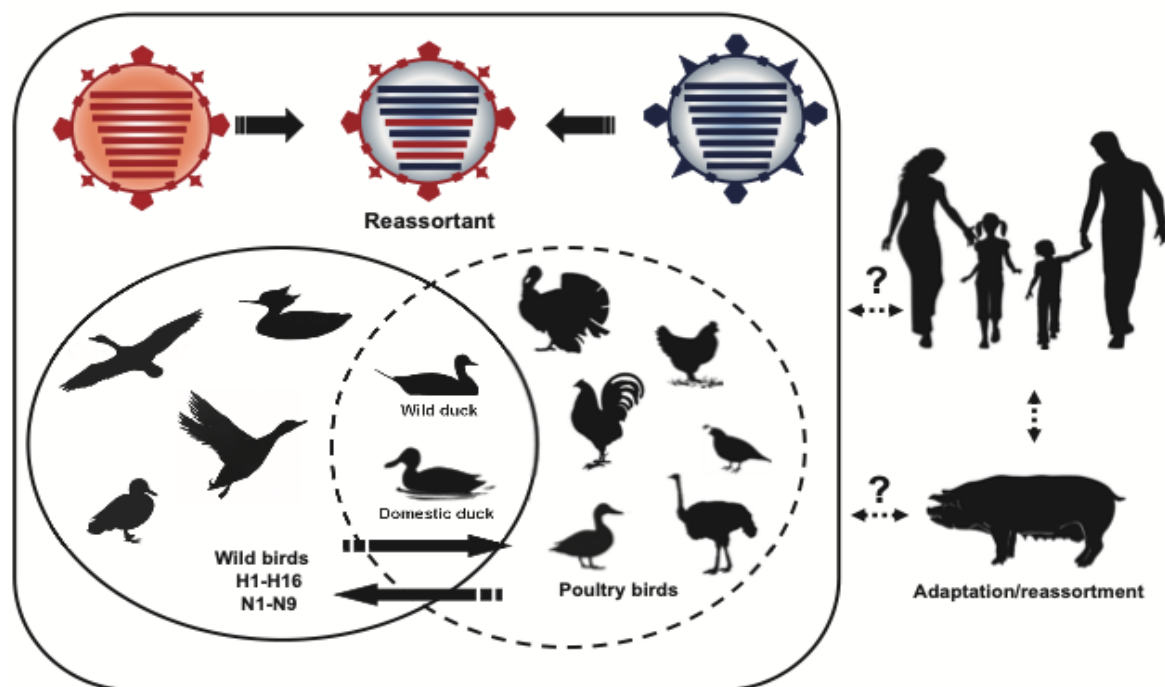 Reassortant
?
Wild duck
Domestic duck
?
Wild birds
H1-H16
N1-N9
Poultry birds
Adaptation/reassortment